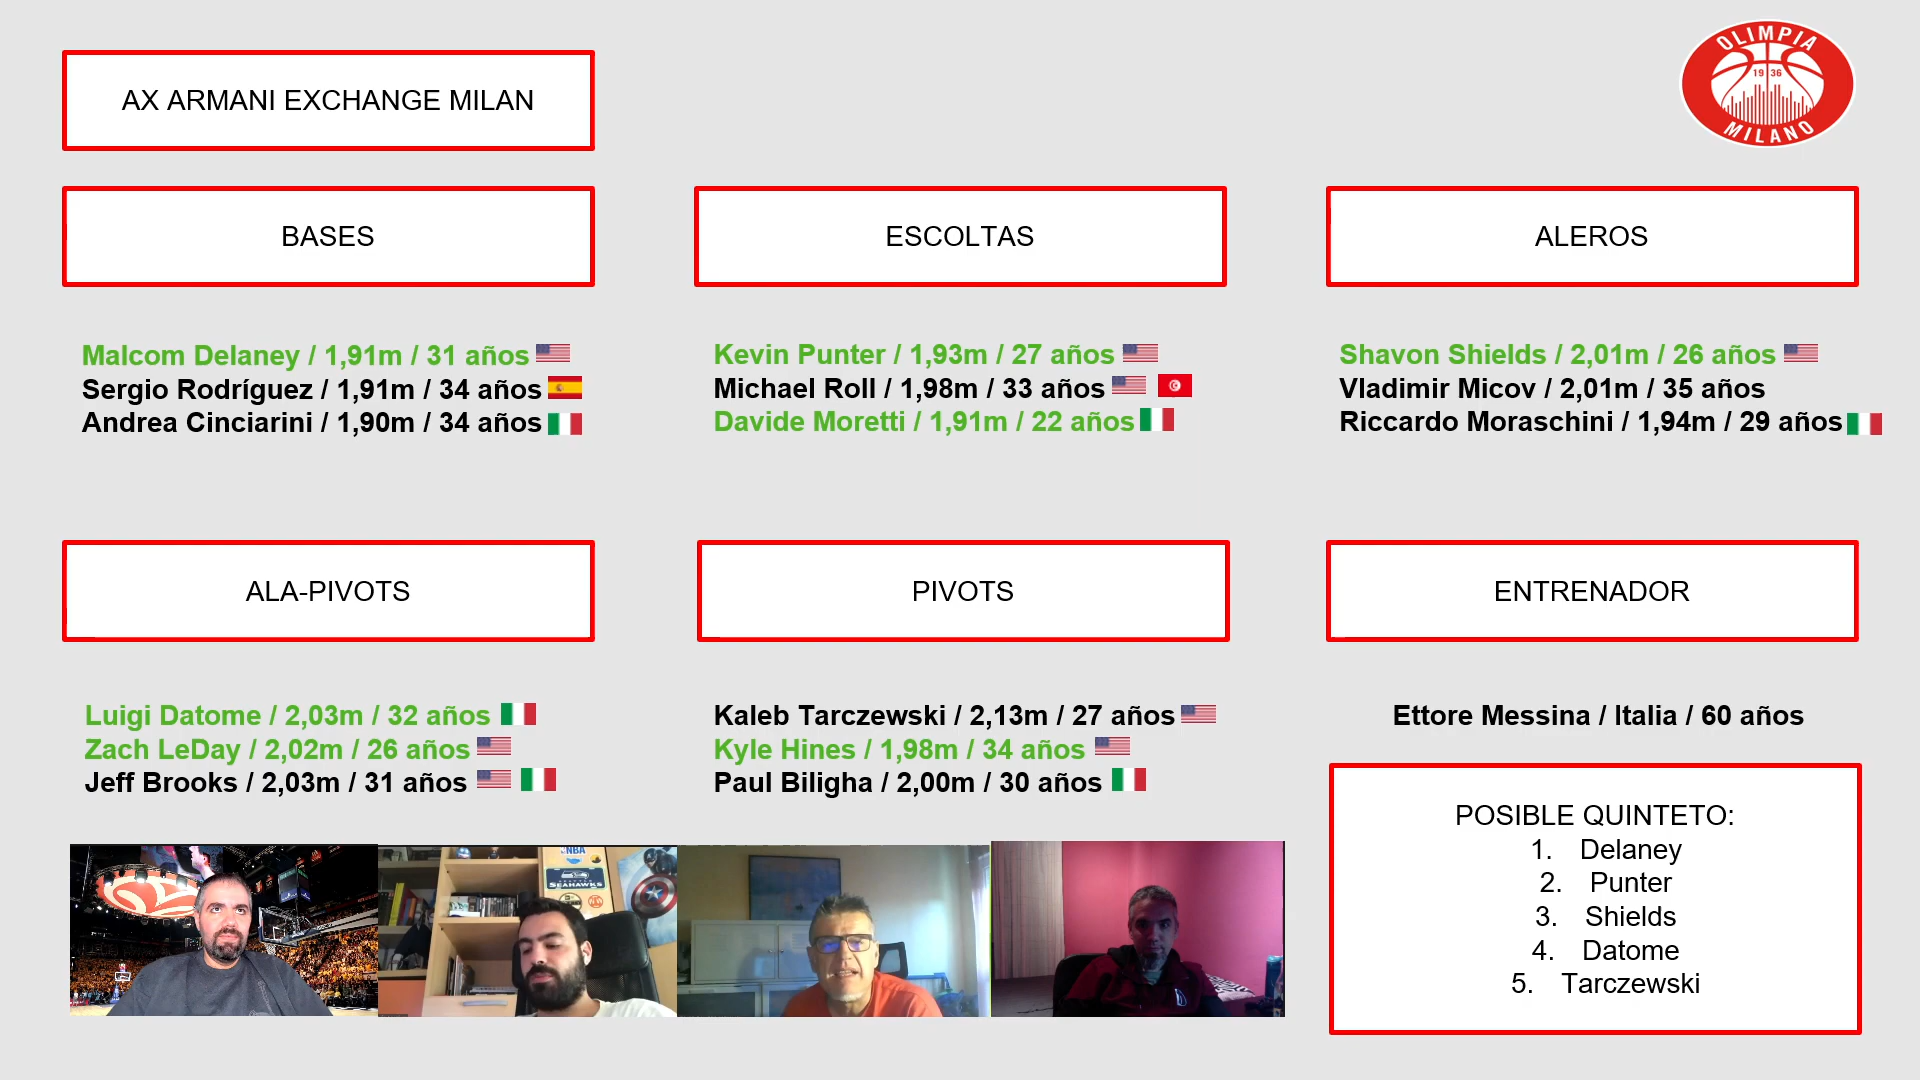 AX ARMANI EXCHANGE MILAN
OLIMPIA
19 36
MILANO
BASES
Malcom Delaney / 1,91m / 31 años
Sergio Rodríguez / 1,91m / 34 años
Andrea Cinciarini / 1,90m / 34 años
ESCOLTAS
Kevin Punter / 1,93m / 27 años
Michael Roll / 1,98m / 33 años
Davide Moretti / 1,91m / 22 años
ALEROS
Shavon Shields / 2,01m / 26 años
Vladimir Micov / 2,01m / 35 años
Riccardo Moraschini / 1,94m / 29 años
ALA-PIVOTS
Luigi Datome / 2,03m / 32 años
Zach LeDay / 2,02m / 26 años
Jeff Brooks / 2,03m / 31 años
PIVOTS
Kaleb Tarczewski / 2,13m / 27 años
Kyle Hines / 1,98m / 34 años
Paul Biligha / 2,00m / 30 años
ENTRENADOR
Ettore Messina / Italia / 60 años
POSIBLE QUINTETO:
1. Delaney
2. Punter
3. Shields
4. Datome
5. Tarczewski
NBA
SEAHAWKS